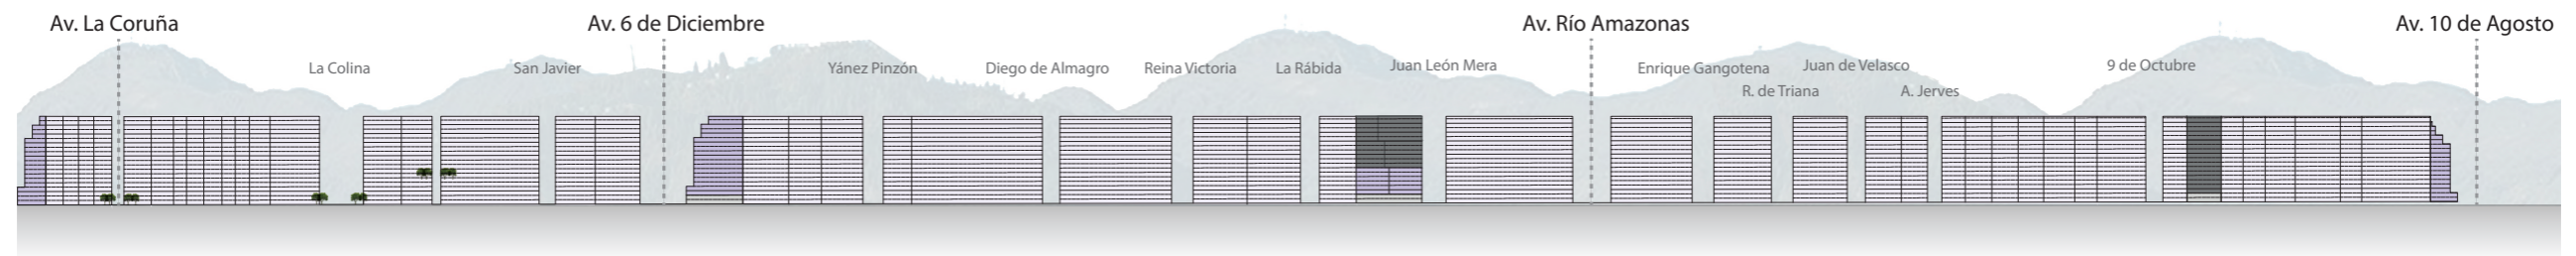 Av. La Coruña
Av. 6 de Diciembre
Av. Río Amazonas
Av. 10 de Agosto
La Colina
San Javier
Yánez Pinzón
Diego de Almagro
Reina Victoria
La Rábida
Juan León Mera
Enrique Gangotena
Juan de Velasco
9 de Octubre
R. de Triana
A. Jerves